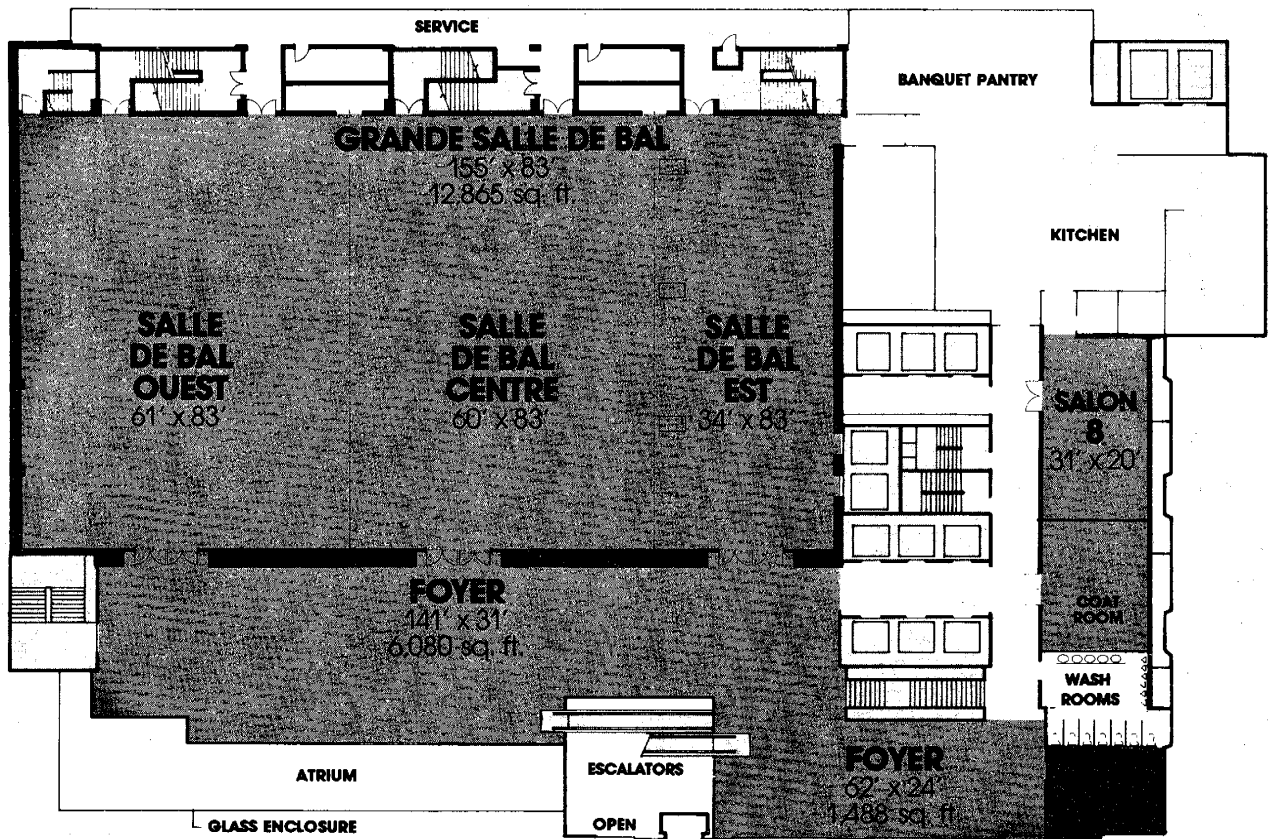 SERVICE
BANQUET PANTRY
GRANDE SALLE DE BAL
155' x 83'
12,865 sq. ft.
KITCHEN
SALLE
DE BAL
OUEST
61' x 83'
SALLE
DE BAL
CENTRE
60' x 83'
SALLE
DE BAL
EST
34' x 83'
SALON
8
31' x 20'
FOYER
141' x 31'
6,080 sq. ft.
COAT
ROOM
WASH
ROOMS
ESCALATORS
FOYER
62' x 24'
1,488 sq. ft.
ATRIUM
GLASS ENCLOSURE
OPEN